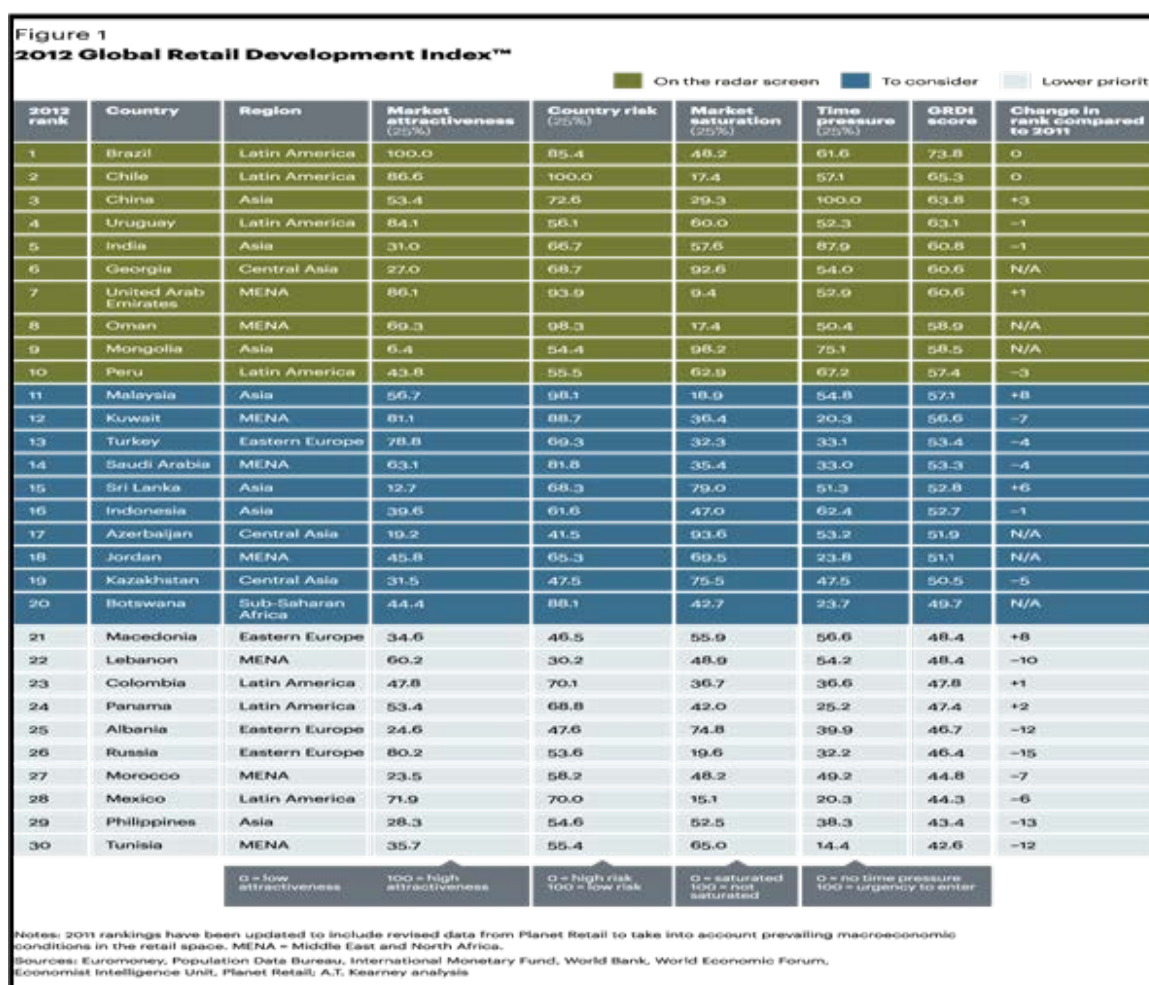 Figure 1
2012 Global Retail Development Index™
On the radar screen To consider Lower priorit
2012 rank Country Region Market attractiveness (25%) Country risk (25%) Market saturation (25%) Time pressure (25%) GRDI score Change in rank compared to 2011
1 Brazil Latin America 100.0 85.4 48.2 61.6 73.8 0
2 Chile Latin America 86.6 100.0 17.4 57.1 65.3 0
3 China Asia 53.4 72.6 29.3 100.0 63.8 +3
4 Uruguay Latin America 84.1 56.1 60.0 52.3 63.1 −1
5 India Asia 31.0 66.7 57.6 87.9 60.8 −1
6 Georgia Central Asia 27.0 68.7 92.6 54.0 60.6 N/A
7 United Arab Emirates MENA 86.1 93.9 9.4 52.9 60.6 +1
8 Oman MENA 69.3 98.3 17.4 50.4 58.9 N/A
9 Mongolia Asia 6.4 54.4 98.2 75.1 58.5 N/A
10 Peru Latin America 43.8 55.5 62.9 67.2 57.4 −3
11 Malaysia Asia 56.7 98.1 18.9 54.8 57.1 +8
12 Kuwait MENA 81.1 88.7 36.4 20.3 56.6 −7
13 Turkey Eastern Europe 78.8 69.3 32.3 33.1 53.4 −4
14 Saudi Arabia MENA 63.1 81.8 35.4 33.0 53.3 −4
15 Sri Lanka Asia 12.7 68.3 79.0 51.3 52.8 +6
16 Indonesia Asia 39.6 61.6 47.0 62.4 52.7 −1
17 Azerbaijan Central Asia 19.2 41.5 93.6 53.2 51.9 N/A
18 Jordan MENA 45.8 65.3 69.5 23.8 51.1 N/A
19 Kazakhstan Central Asia 31.5 47.5 75.5 47.5 50.5 −5
20 Botswana Sub-Saharan Africa 44.4 88.1 42.7 23.7 49.7 N/A
21 Macedonia Eastern Europe 34.6 46.5 55.9 56.6 48.4 +8
22 Lebanon MENA 60.2 30.2 48.9 54.2 48.4 −10
23 Colombia Latin America 47.8 70.1 36.7 36.6 47.8 +1
24 Panama Latin America 53.4 68.8 42.0 25.2 47.4 +2
25 Albania Eastern Europe 24.6 47.6 74.8 39.9 46.7 −12
26 Russia Eastern Europe 80.2 53.6 19.6 32.2 46.4 −15
27 Morocco MENA 23.5 58.2 48.2 49.2 44.8 −7
28 Mexico Latin America 71.9 70.0 15.1 20.3 44.3 −6
29 Philippines Asia 28.3 54.6 52.5 38.3 43.4 −13
30 Tunisia MENA 35.7 55.4 65.0 14.4 42.6 −12
0 = low attractiveness 100 = high attractiveness 0 = high risk 100 = low risk 0 = saturated 100 = not saturated 0 = no time pressure 100 = urgency to enter
Notes: 2011 rankings have been updated to include revised data from Planet Retail to take into account prevailing macroeconomic
conditions in the retail space. MENA = Middle East and North Africa.
Sources: Euromoney, Population Data Bureau, International Monetary Fund, World Bank, World Economic Forum,
Economist Intelligence Unit, Planet Retail; A.T. Kearney analysis